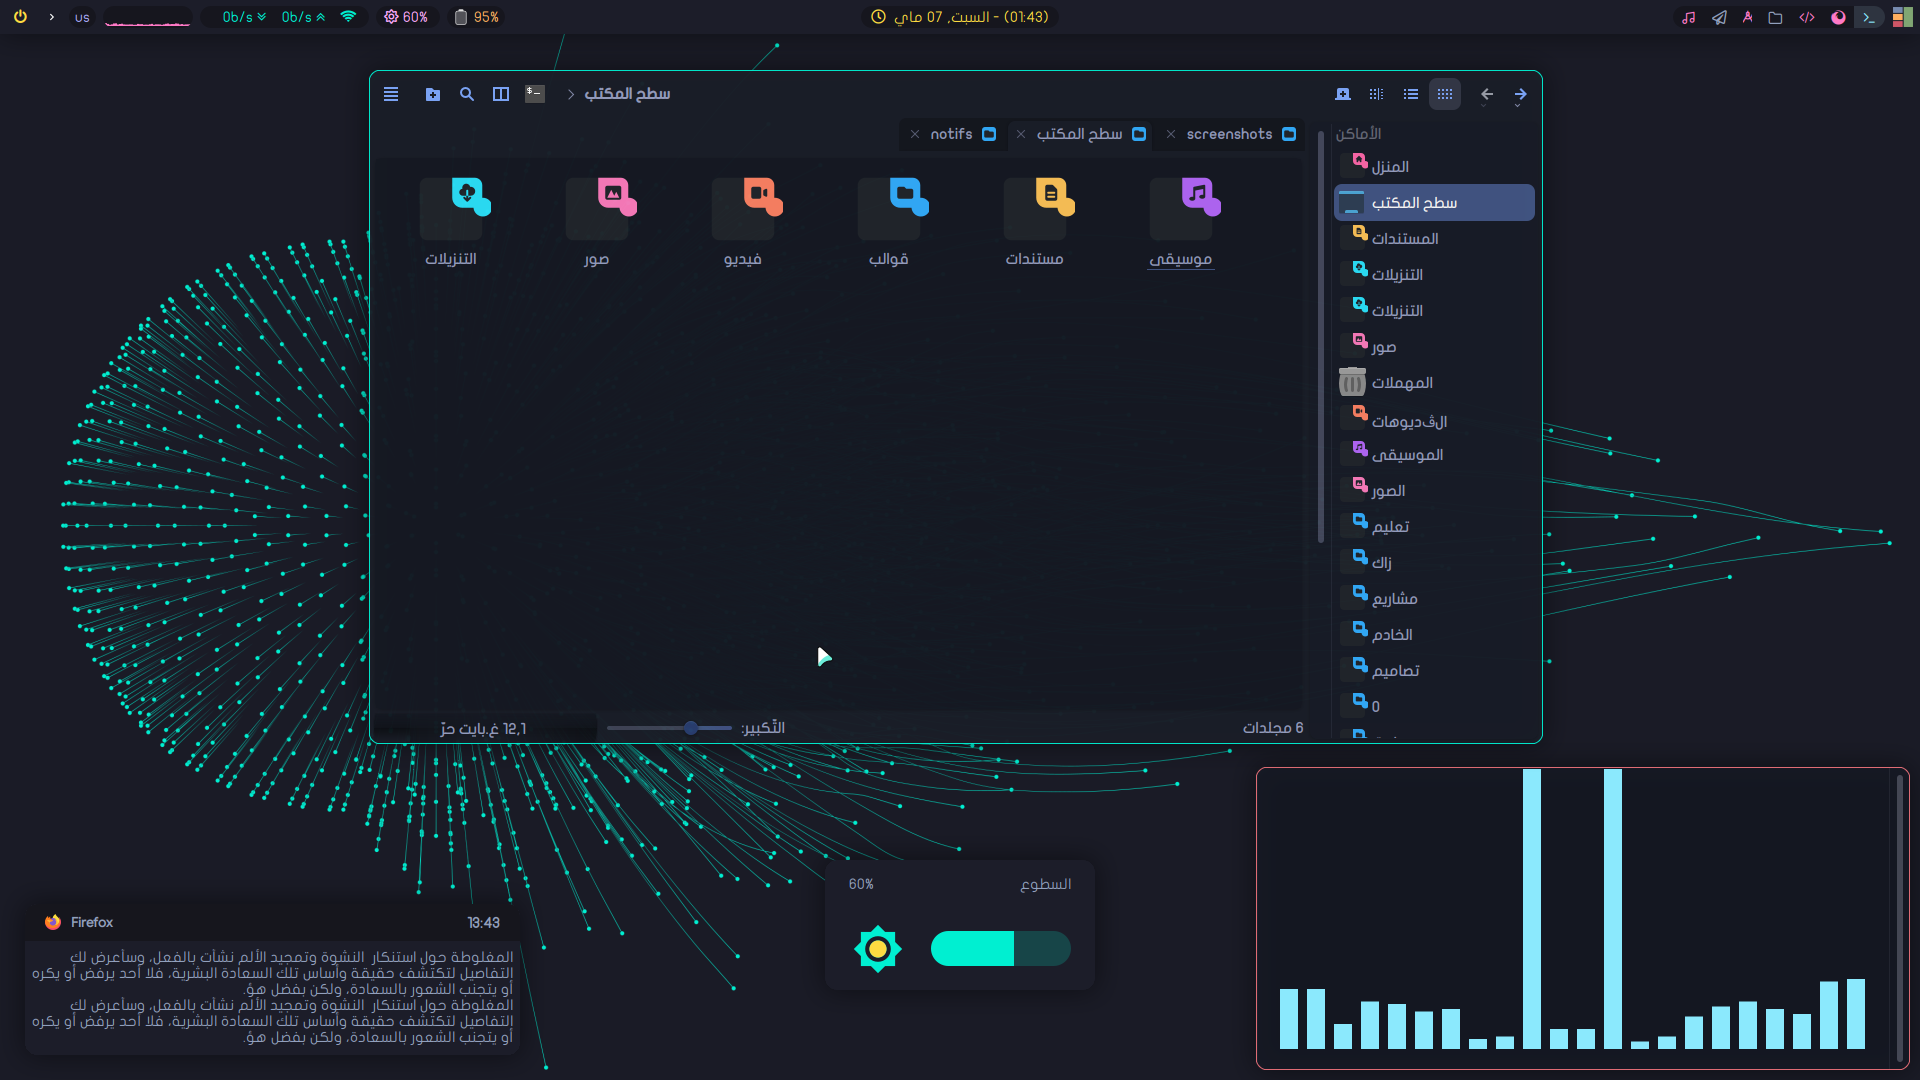 us
0b/s
0b/s
60%
95%
السبت, 07 ماي - (01:43)
سطح المكتب
$-
notifs
سطح المكتب
screenshots
التنزيلات
صور
فيديو
قوالب
مستندات
موسيقى
الأماكن
المنزل
سطح المكتب
المستندات
التنزيلات
التنزيلات
صور
المهملات
الڤديوهات
الموسيقى
الصور
تعليم
زاك
مشاريع
الخادم
تصاميم
0
6 مجلدات
التّكبير:
12,1 غ.بايت حرّ
Firefox
13:43
المغلوطة حول استنكار  النشوة وتمجيد الألم نشأت بالفعل، وسأعرض لك
التفاصيل لتكتشف حقيقة وأساس تلك السعادة البشرية، فلا أحد يرفض أو يكره
أو يتجنب الشعور بالسعادة، ولكن بفضل هؤ.
المغلوطة حول استنكار  النشوة وتمجيد الألم نشأت بالفعل، وسأعرض لك
التفاصيل لتكتشف حقيقة وأساس تلك السعادة البشرية، فلا أحد يرفض أو يكره
أو يتجنب الشعور بالسعادة، ولكن بفضل هؤ.
السطوع
60%